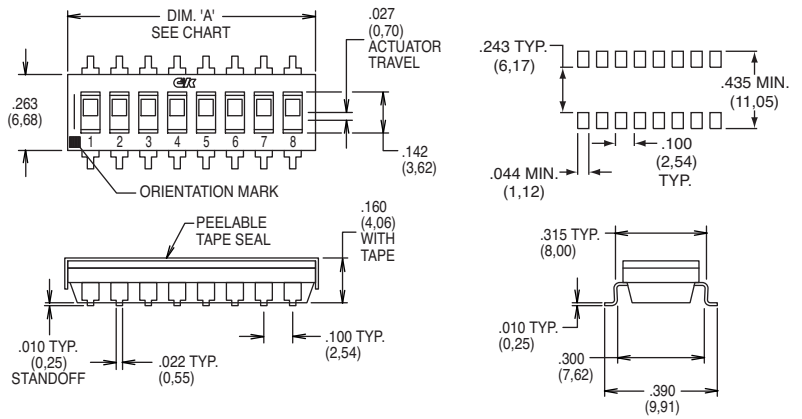 DIM. 'A'
SEE CHART
.027
(0,70)
ACTUATOR
TRAVEL
.263
(6,68)
1 2 3 4 5 6 7 8
.142
(3,62)
ORIENTATION MARK
.243 TYP.
(6,17)
.435 MIN.
(11,05)
.100
(2,54)
TYP.
.044 MIN.
(1,12)
PEELABLE
TAPE SEAL
.160
(4,06)
WITH
TAPE
.010 TYP.
(0,25)
STANDOFF
.022 TYP.
(0,55)
.100 TYP.
(2,54)
.315 TYP.
(8,00)
.010 TYP.
(0,25)
.300
(7,62)
.390
(9,91)